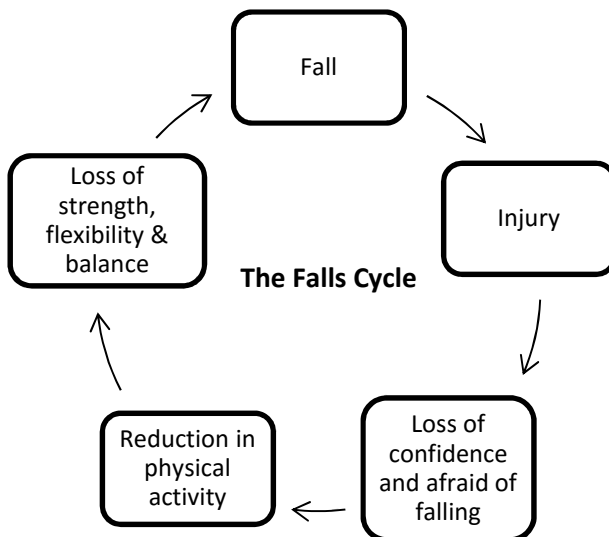 Fall
Injury
Loss of
confidence
and afraid of
falling
Reduction in
physical
activity
Loss of
strength,
flexibility &
balance
The Falls Cycle